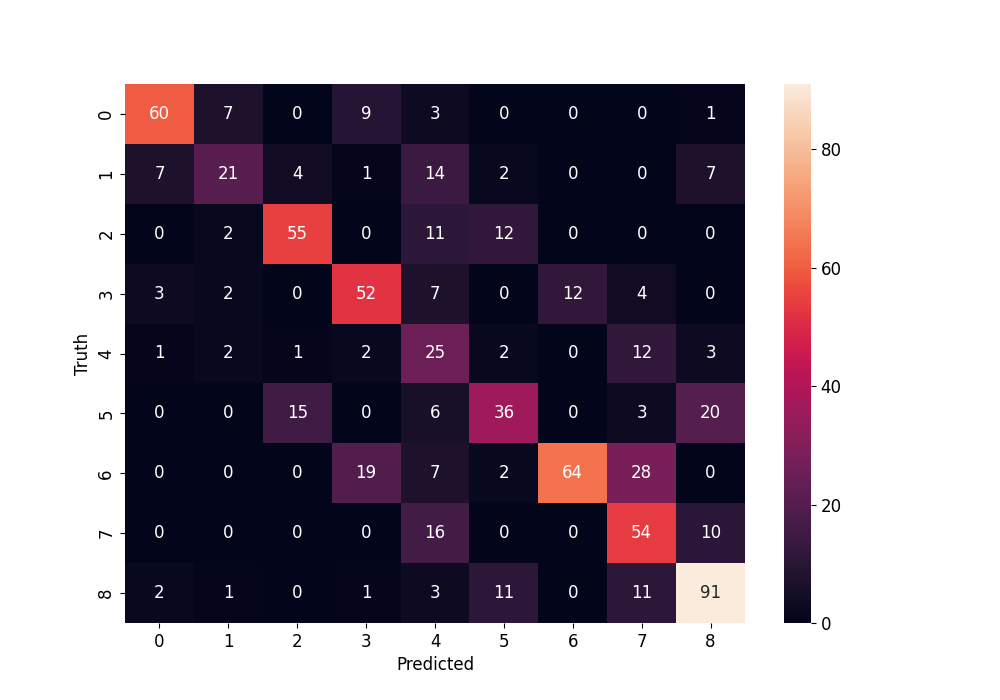 0 60 7 0 9 3 0 0 0 1
1 7 21 4 1 14 2 0 0 7
2 0 2 55 0 11 12 0 0 0
3 3 2 0 52 7 0 12 4 0
4 1 2 1 2 25 2 0 12 3
5 0 0 15 0 6 36 0 3 20
6 0 0 0 19 7 2 64 28 0
7 0 0 0 0 16 0 0 54 10
8 2 1 0 1 3 11 0 11 91
0 1 2 3 4 5 6 7 8
Predicted
Truth
80
60
40
20
0